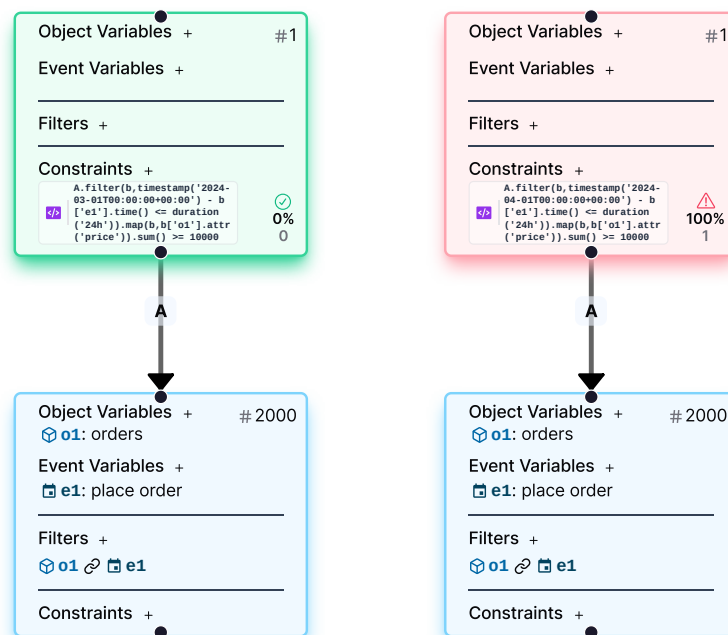 Object Variables +
#1
Event Variables +
Filters +
Constraints +
A.filter(b,timestamp('2024-
03-01T00:00:00+00:00') - b
['e1'].time() <= duration
('24h')).map(b,b['o1'].attr
('price')).sum() >= 10000
0%
0
A
Object Variables +
#2000
o1: orders
Event Variables +
e1: place order
Filters +
o1 e1
Constraints +
Object Variables +
#1
Event Variables +
Filters +
Constraints +
A.filter(b,timestamp('2024-
04-01T00:00:00+00:00') - b
['e1'].time() <= duration
('24h')).map(b,b['o1'].attr
('price')).sum() >= 10000
100%
1
A
Object Variables +
#2000
o1: orders
Event Variables +
e1: place order
Filters +
o1 e1
Constraints +